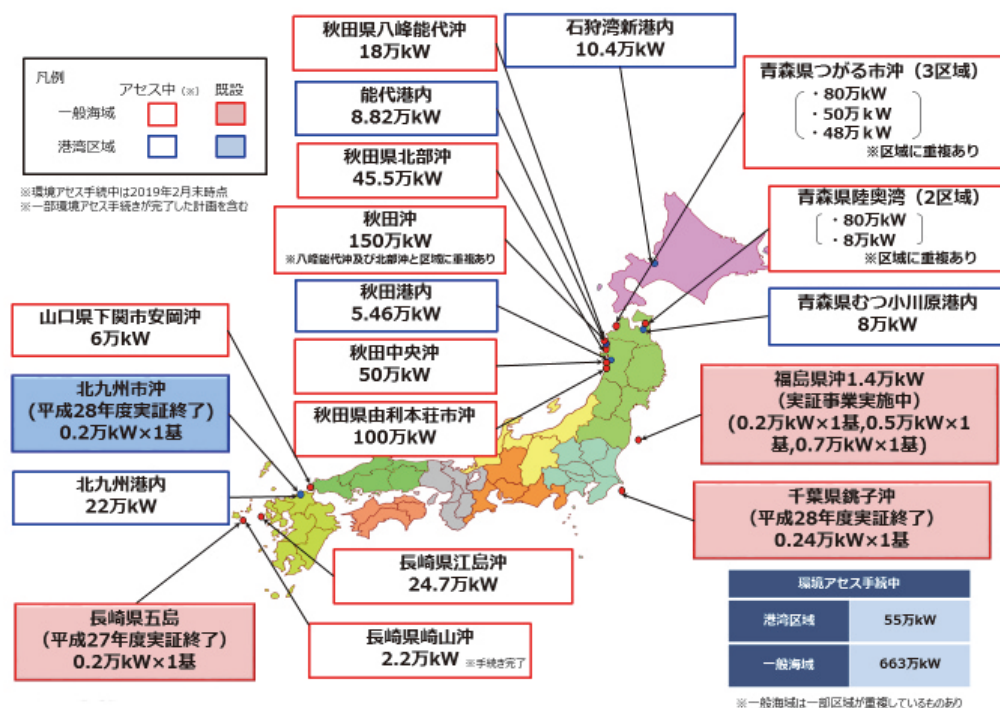 凡例
アセス中 (※) 既設
一般海域
港湾区域
※環境アセス手続中は2019年2月末時点
※一部環境アセス手続きが完了した計画を含む
秋田県八峰能代沖
18万kW
能代港内
8.82万kW
秋田県北部沖
45.5万kW
秋田沖
150万kW
※八峰能代沖及び北部沖と区域に重複あり
秋田港内
5.46万kW
秋田中央沖
50万kW
秋田県由利本荘市沖
100万kW
石狩湾新港内
10.4万kW
青森県つがる市沖(3区域)
・80万kW
・50万kW
・48万kW
※区域に重複あり
青森県陸奥湾(2区域)
・80万kW
・8万kW
※区域に重複あり
青森県むつ小川原港内
8万kW
福島県沖1.4万kW
(実証事業実施中)
(0.2万kW×1基,0.5万kW×1
基,0.7万kW×1基)
千葉県銚子沖
(平成28年度実証終了)
0.24万kW×1基
山口県下関市安岡沖
6万kW
北九州市沖
(平成28年度実証終了)
0.2万kW×1基
北九州港内
22万kW
長崎県江島沖
24.7万kW
長崎県五島
(平成27年度実証終了)
0.2万kW×1基
長崎県崎山沖
2.2万kW ※手続き完了
環境アセス手続中
港湾区域 55万kW
一般海域 663万kW
※一般海域は一部区域が重複しているものあり